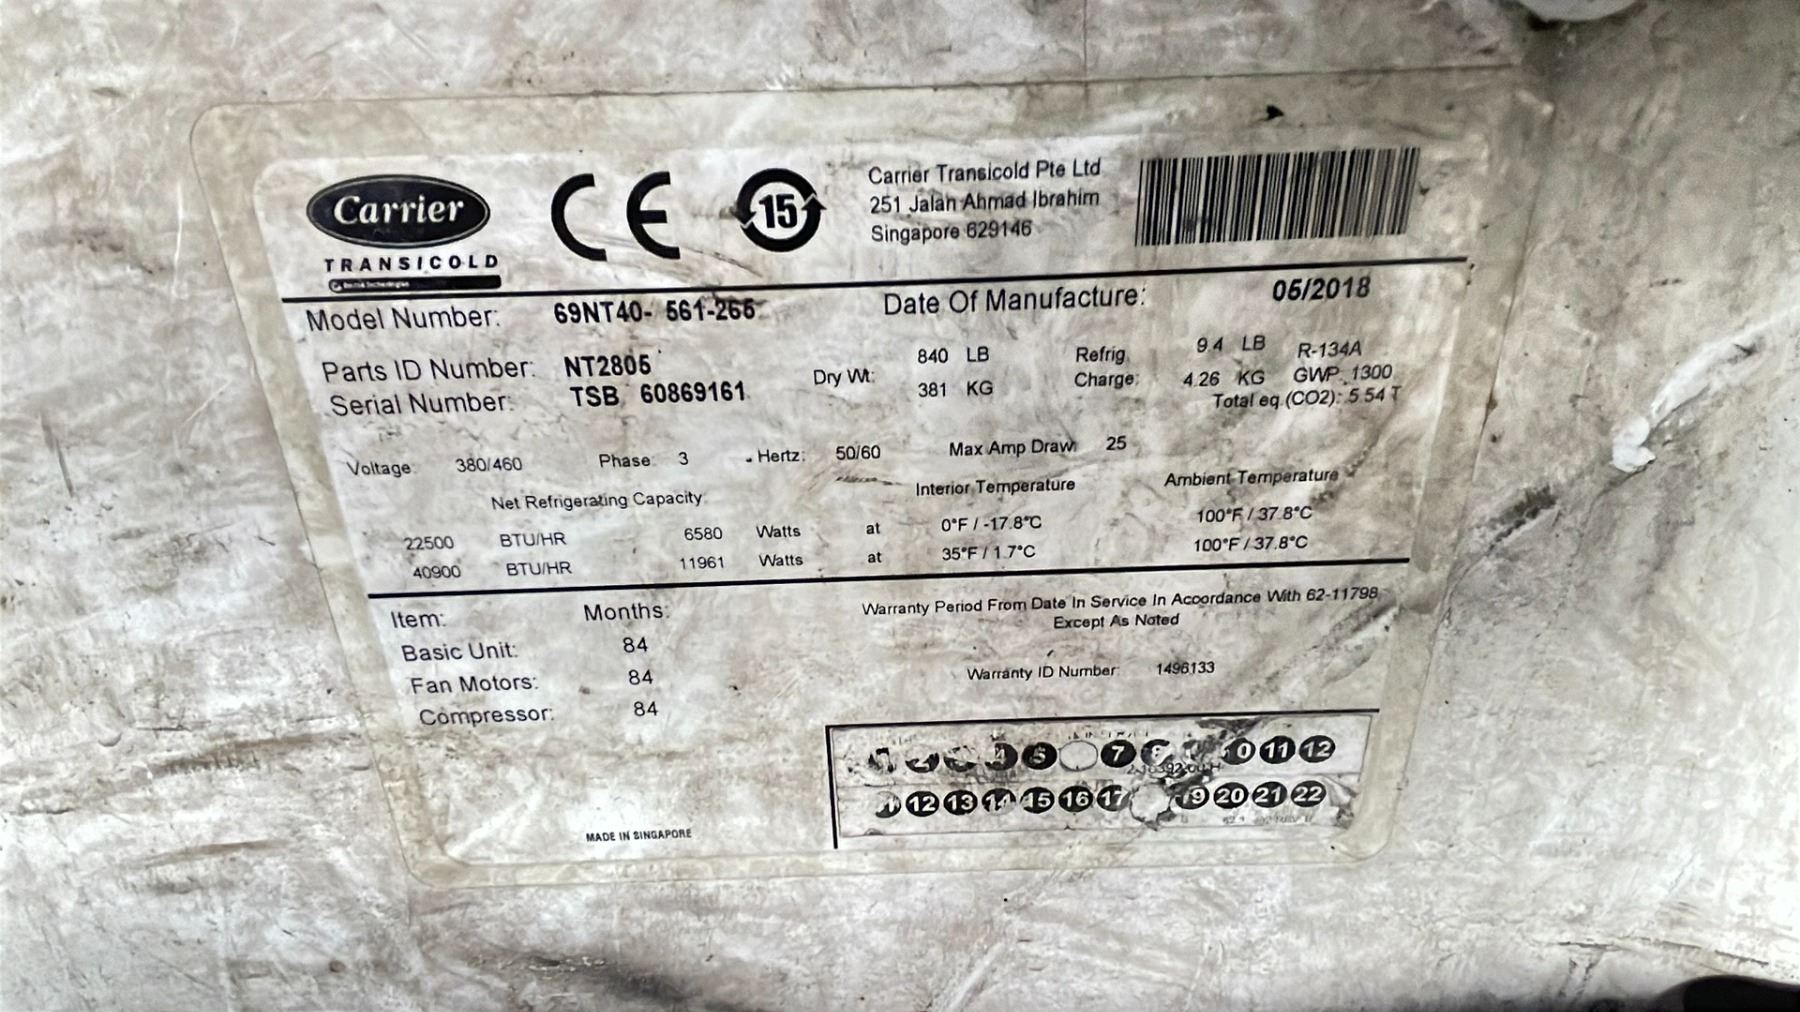 Carrier
TRANSICOLD
CE
15
Carrier Transicold Pte Ltd
251 Jalan Ahmad Ibrahim
Singapore 629146
Model Number: 69NT40- 561-265 Date Of Manufacture: 05/2018
Parts ID Number: NT2805
Serial Number: TSB 60869161
Dry Wt: 840 LB
381 KG
Refrig Charge: 9.4 LB R-134A
4.26 KG GWP: 1300
Total eq.(CO2): 5.54 T
Voltage 380/460 Phase 3 Hertz: 50/60 Max Amp Draw: 25
Net Refrigerating Capacity Interior Temperature Ambient Temperature
22500 BTU/HR 6580 Watts at 0°F / -17.8°C 100°F / 37.8°C
40900 BTU/HR 11961 Watts at 35°F / 1.7°C 100°F / 37.8°C
Item: Months:
Basic Unit: 84
Fan Motors: 84
Compressor: 84
Warranty Period From Date In Service In Accordance With 62-11798
Except As Noted
Warranty ID Number: 1496133
4 5 7 10 11 12
12 13 14 15 16 17 19 20 21 22
MADE IN SINGAPORE